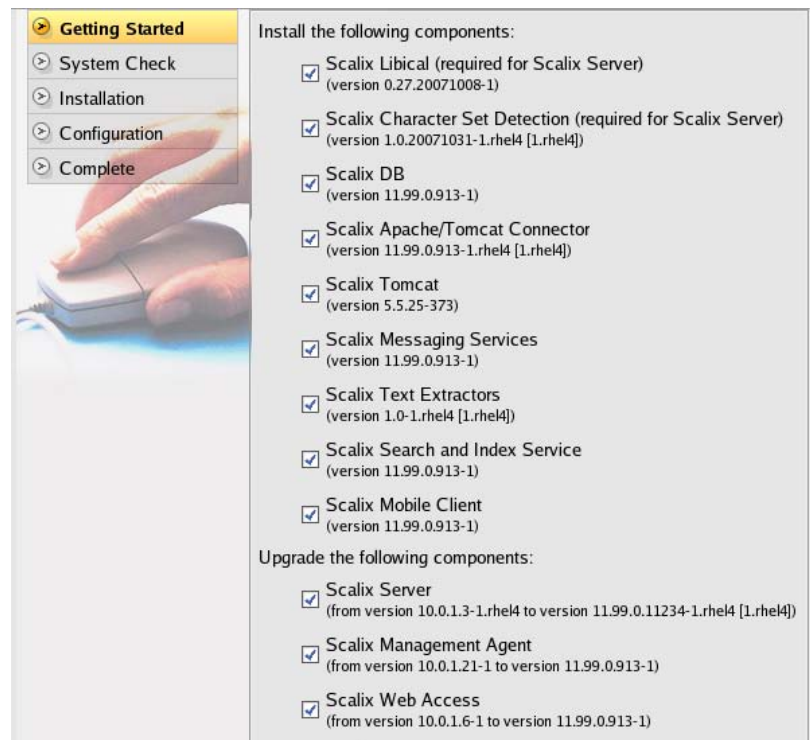 Getting Started
System Check
Installation
Configuration
Complete
Install the following components:
Scalix Libical (required for Scalix Server)
(version 0.27.20071008-1)
Scalix Character Set Detection (required for Scalix Server)
(version 1.0.20071031-1.rhel4 [1.rhel4])
Scalix DB
(version 11.99.0.913-1)
Scalix Apache/Tomcat Connector
(version 11.99.0.913-1.rhel4 [1.rhel4])
Scalix Tomcat
(version 5.5.25-373)
Scalix Messaging Services
(version 11.99.0.913-1)
Scalix Text Extractors
(version 1.0-1.rhel4 [1.rhel4])
Scalix Search and Index Service
(version 11.99.0.913-1)
Scalix Mobile Client
(version 11.99.0.913-1)
Upgrade the following components:
Scalix Server
(from version 10.0.1.3-1.rhel4 to version 11.99.0.11234-1.rhel4 [1.rhel4])
Scalix Management Agent
(from version 10.0.1.21-1 to version 11.99.0.913-1)
Scalix Web Access
(from version 10.0.1.6-1 to version 11.99.0.913-1)